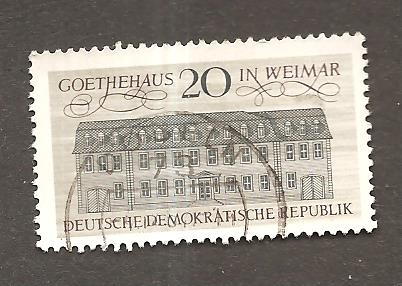 GOETHEHAUS 20 IN WEIMAR
DEUTSCHE DEMOKRATISCHE REPUBLIK